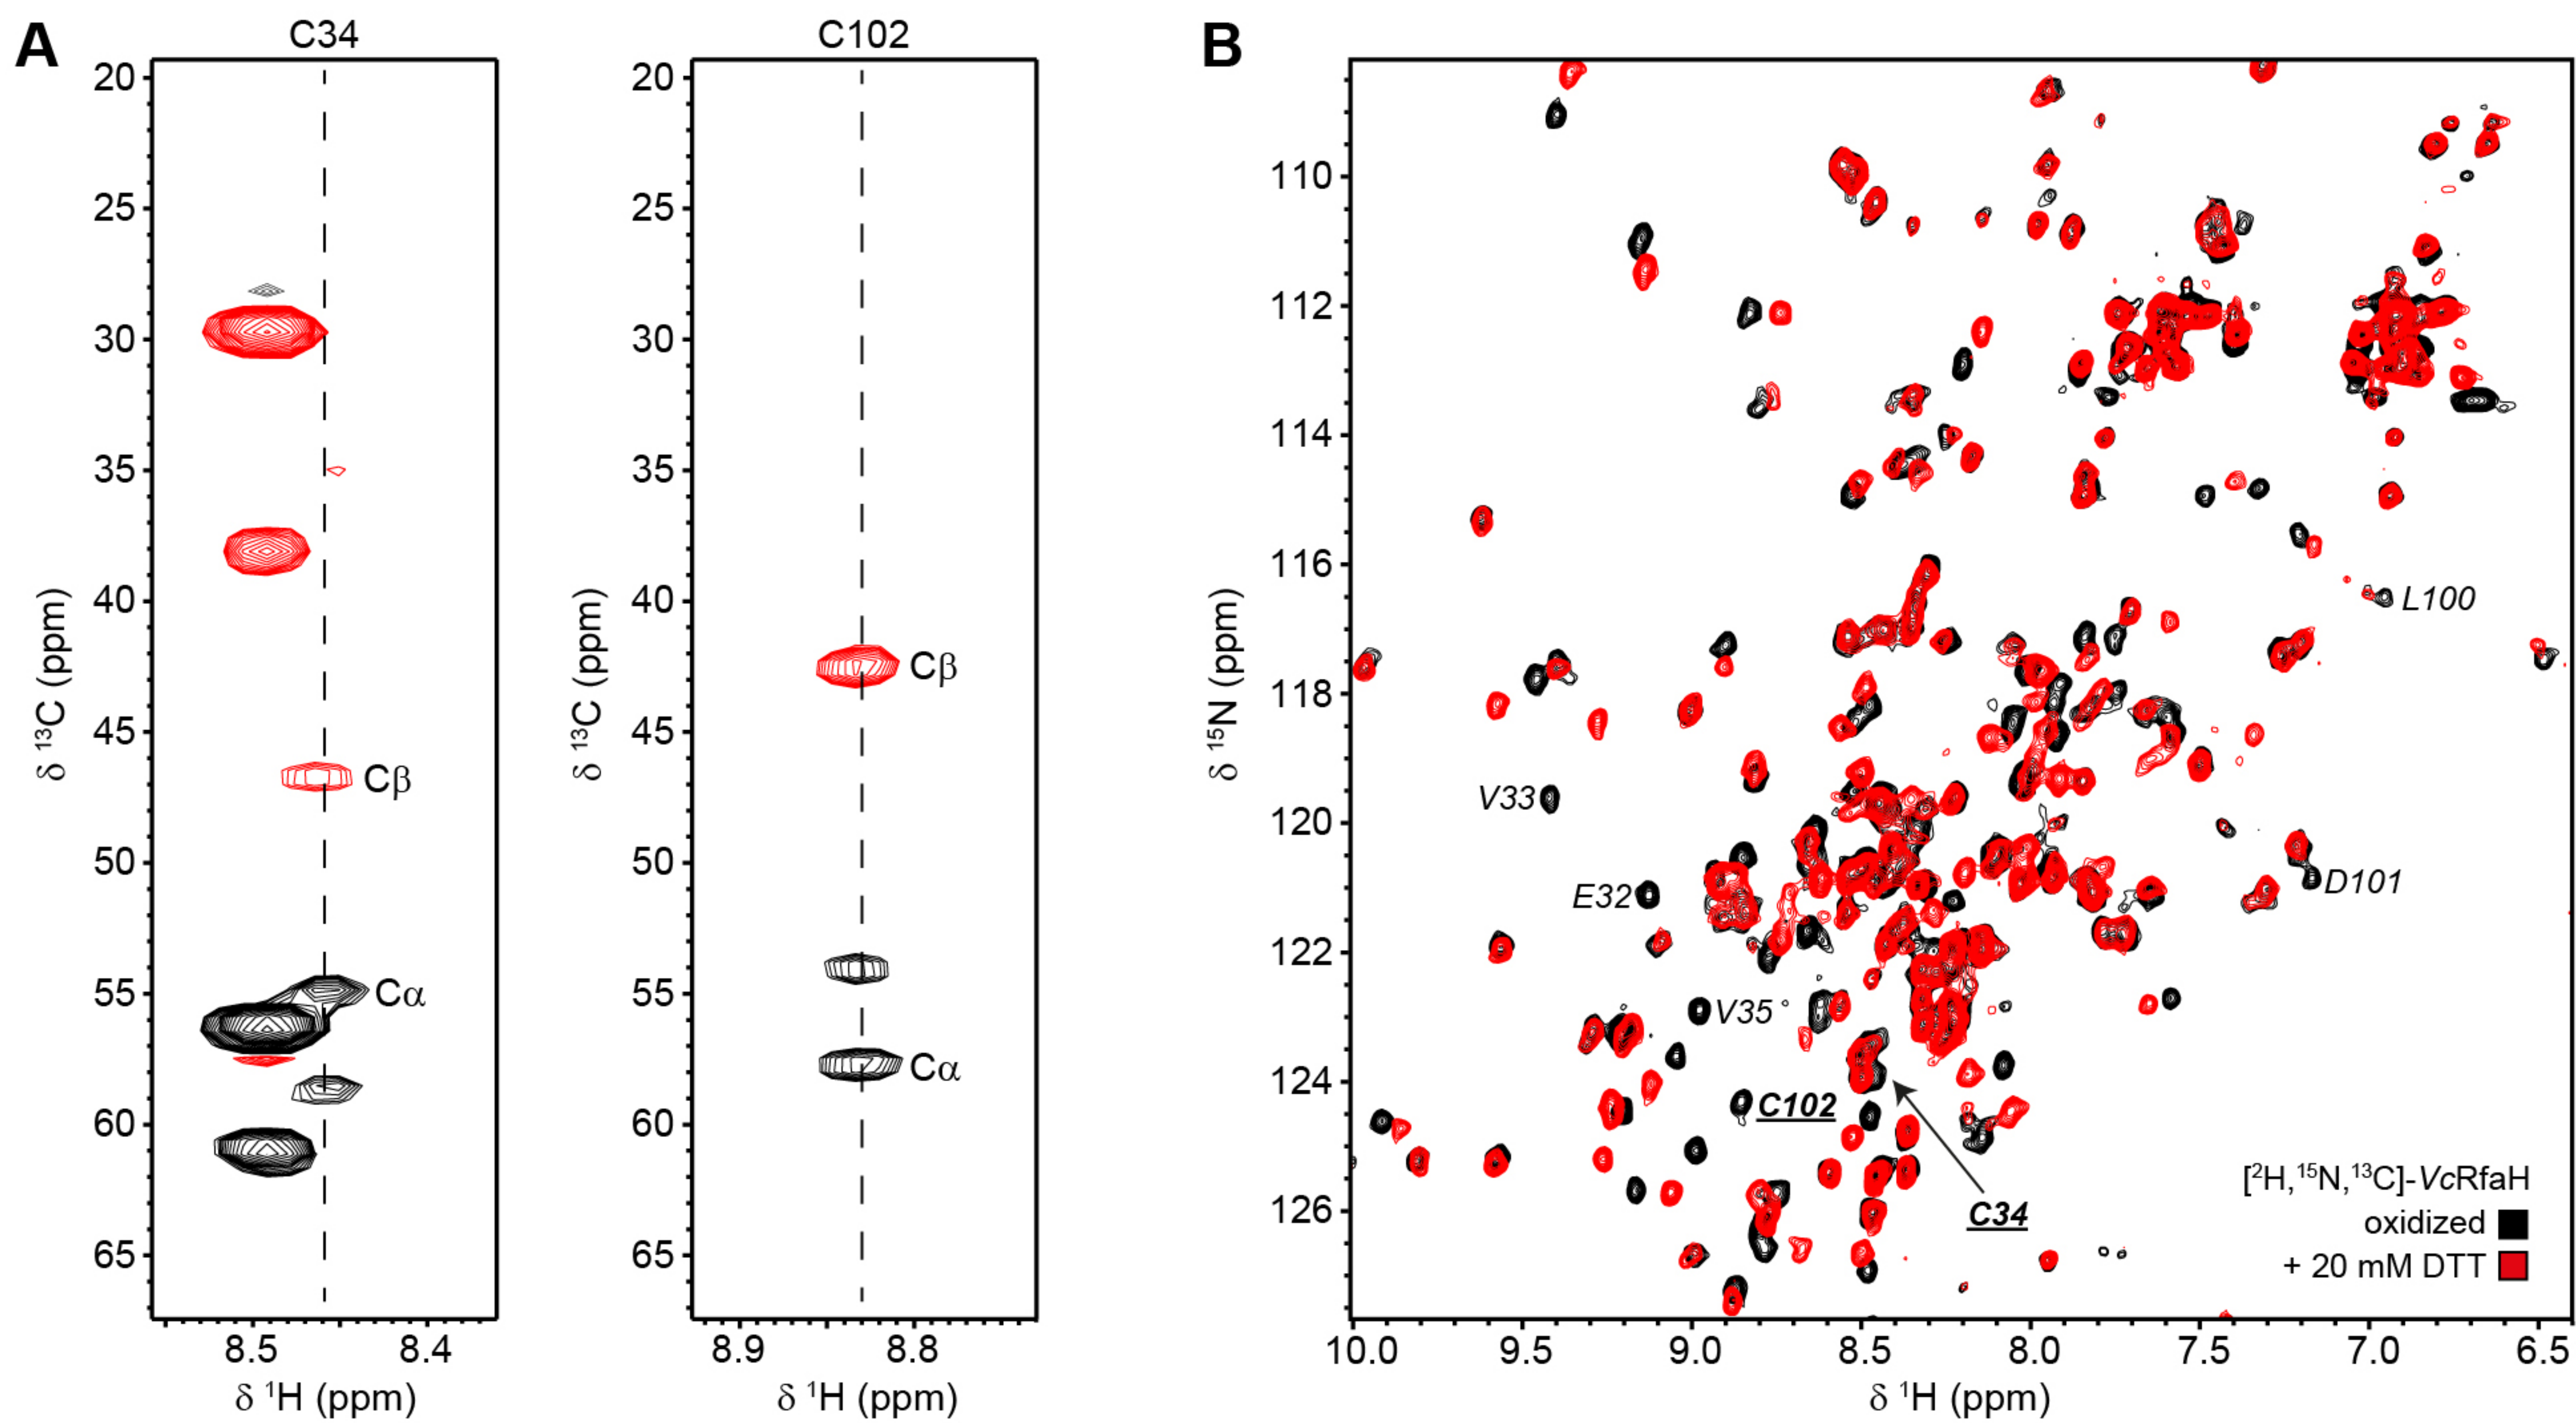 A
C34
C102
B
20
25
30
35
40
45
50
55
60
65
δ ¹³C (ppm)
Cβ
Cα
8.5
8.4
δ ¹H (ppm)
20
25
30
35
40
45
50
55
60
65
δ ¹³C (ppm)
Cβ
Cα
8.9
8.8
δ ¹H (ppm)
110
112
114
116
118
120
122
124
126
δ ¹⁵N (ppm)
L100
V33
E32
D101
V35
C102
C34
[²H,¹⁵N,¹³C]-VcRfaH
oxidized
+ 20 mM DTT
10.0
9.5
9.0
8.5
8.0
7.5
7.0
6.5
δ ¹H (ppm)